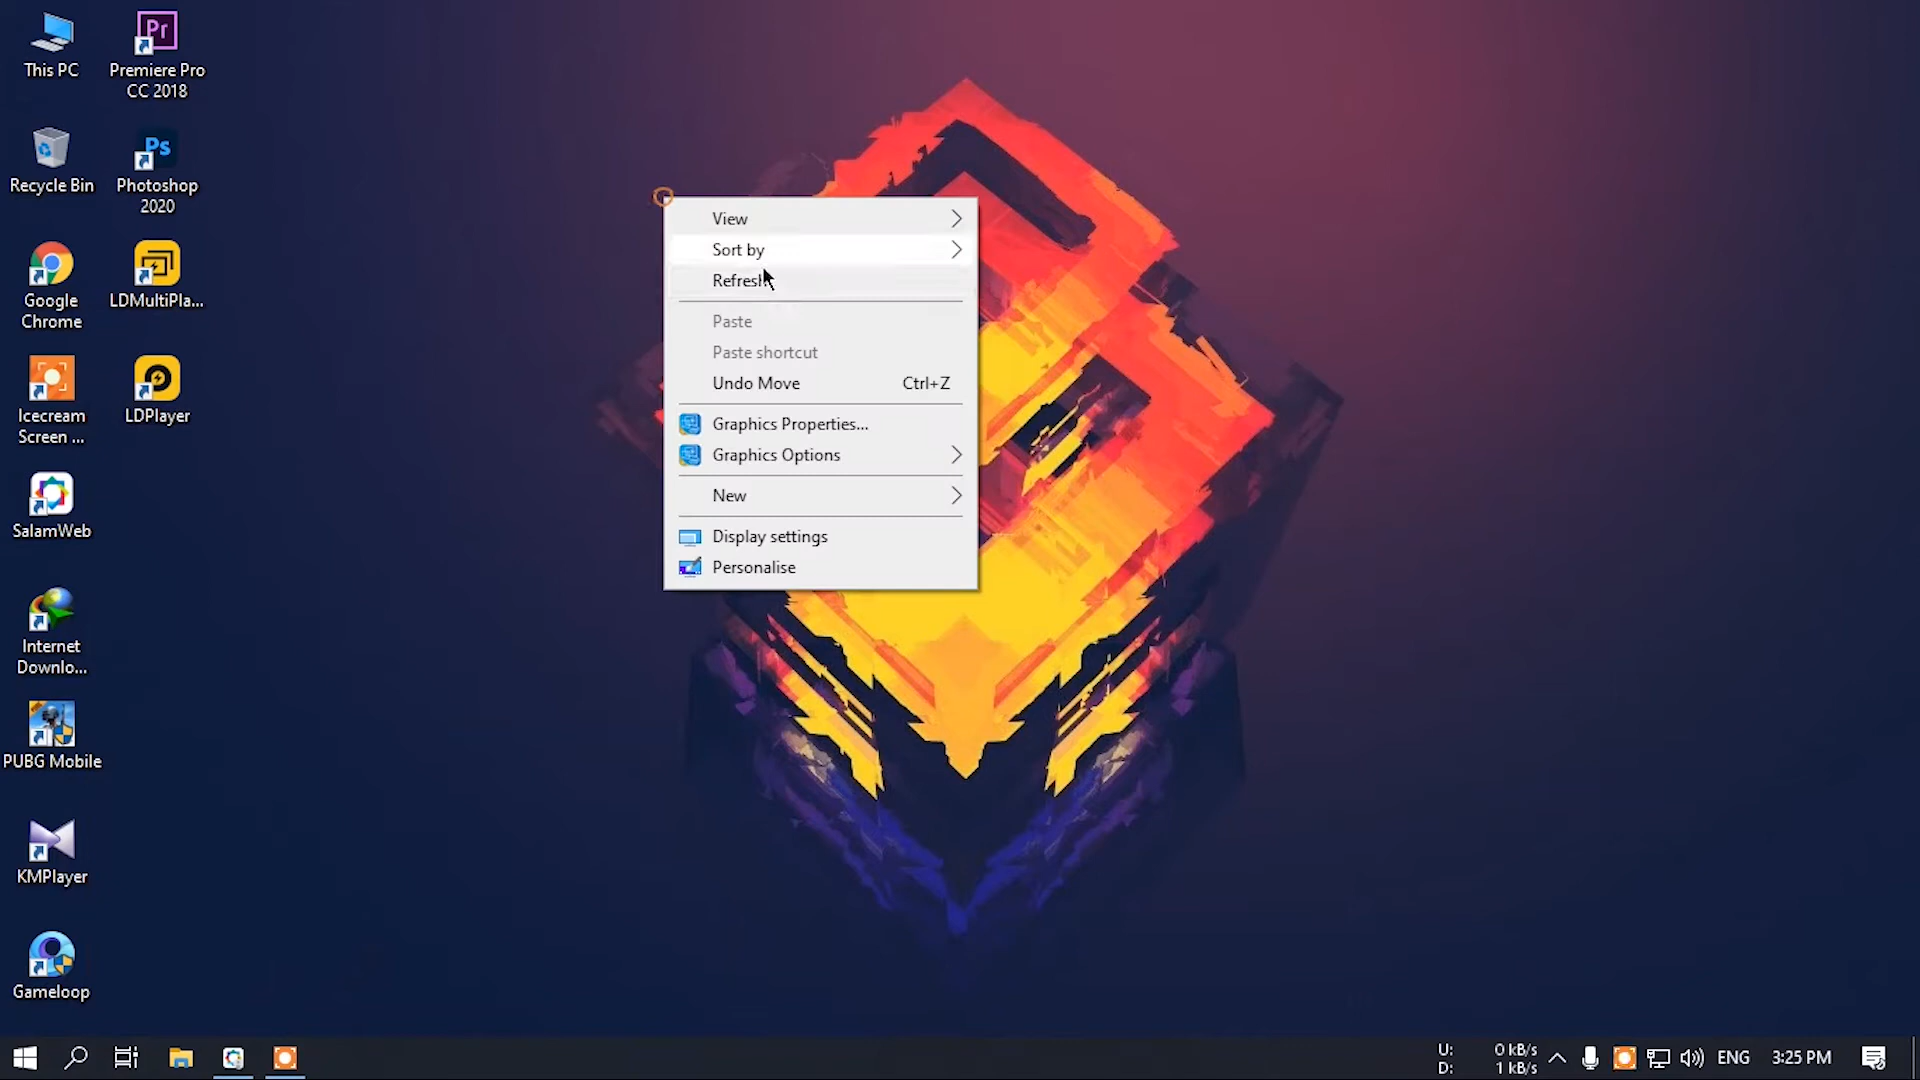 This PC
Pr
Premiere Pro
CC 2018
Recycle Bin
Ps
Photoshop
2020
Google
Chrome
LDMultiPla...
Icecream
Screen ...
LDPlayer
SalamWeb
Internet
Downlo...
PUBG Mobile
KMPlayer
Gameloop
View
Sort by
Refresh
Paste
Paste shortcut
Undo Move Ctrl+Z
Graphics Properties...
Graphics Options
New
Display settings
Personalise
U: 0 kB/s
D: 1 kB/s
ENG
3:25 PM